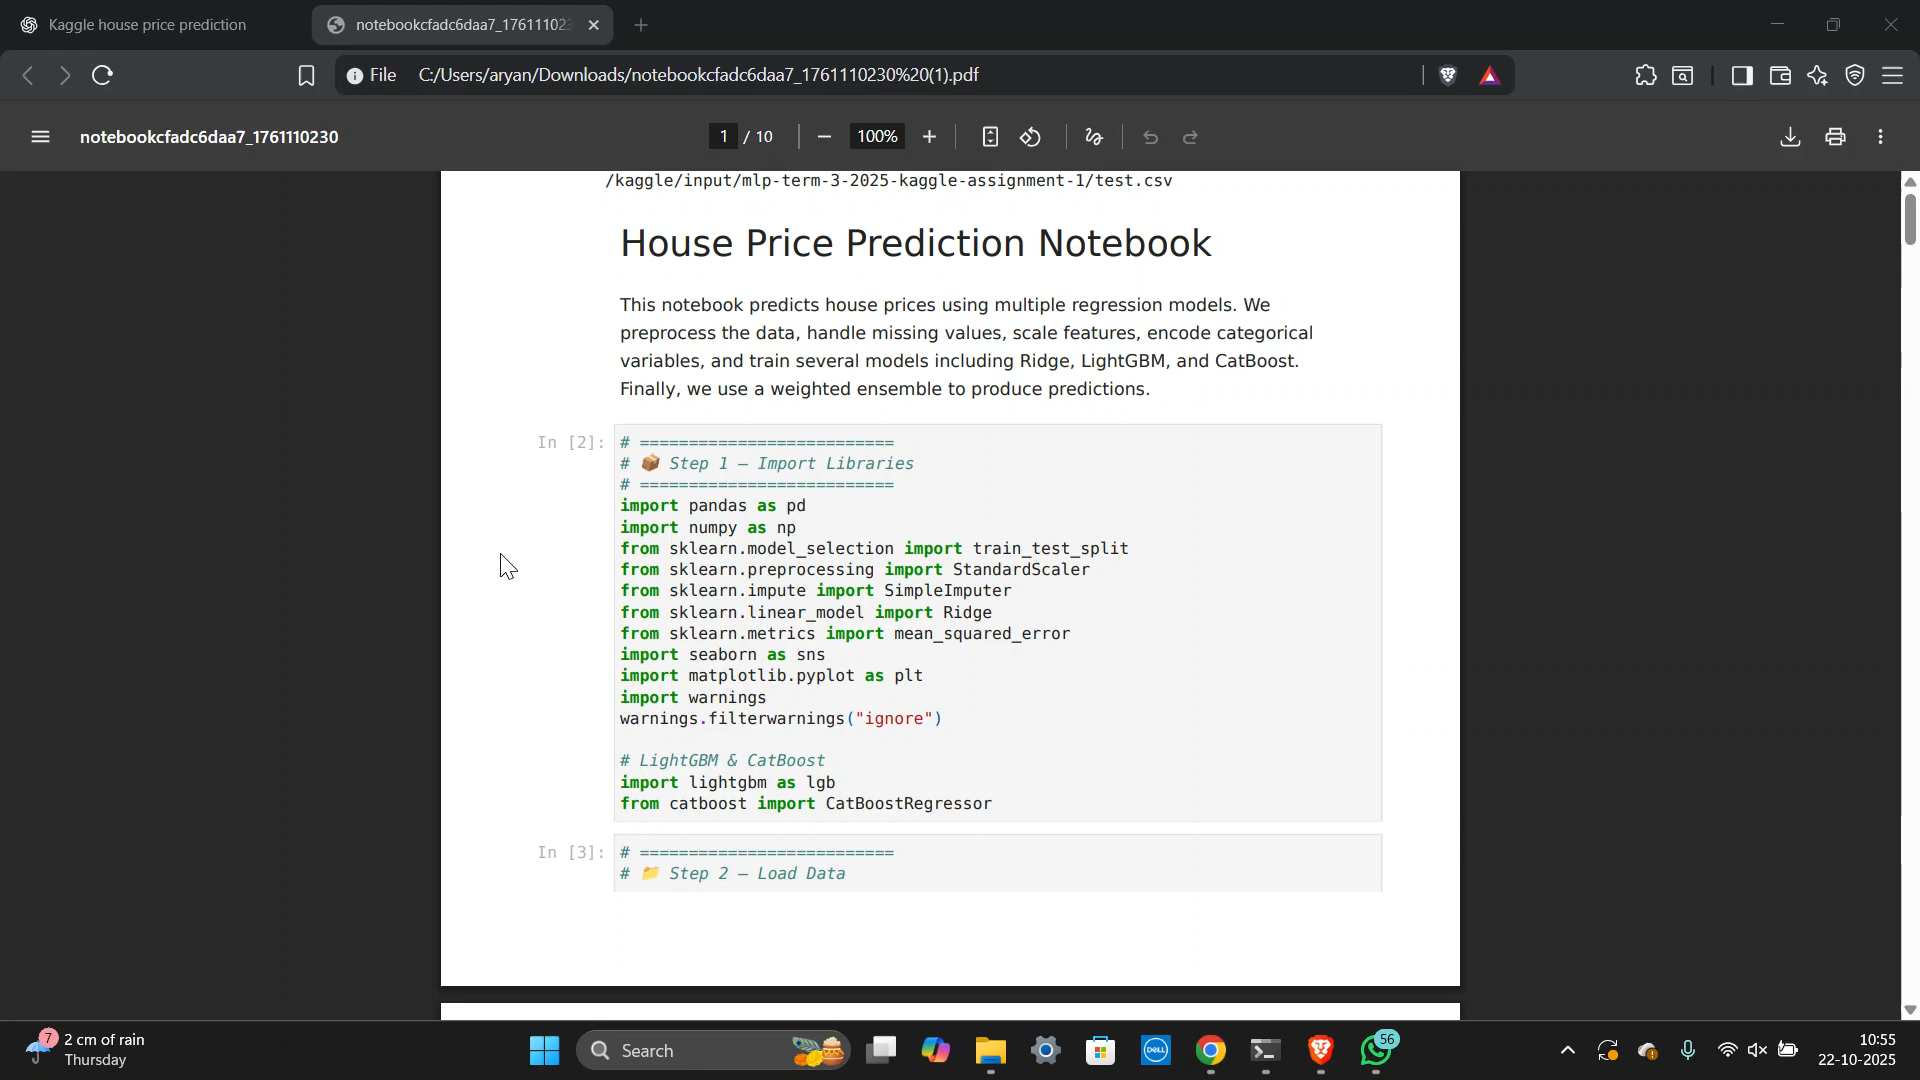 Kaggle house price prediction
notebookcfadc6daa7_176111023
File C:/Users/aryan/Downloads/notebookcfadc6daa7_1761110230%20(1).pdf
notebookcfadc6daa7_1761110230
1 / 10
100%
/kaggle/input/mlp-term-3-2025-kaggle-assignment-1/test.csv
House Price Prediction Notebook
This notebook predicts house prices using multiple regression models. We
preprocess the data, handle missing values, scale features, encode categorical
variables, and train several models including Ridge, LightGBM, and CatBoost.
Finally, we use a weighted ensemble to produce predictions.
In [2]: # ==========================
# 📦 Step 1 — Import Libraries
# ==========================
import pandas as pd
import numpy as np
from sklearn.model_selection import train_test_split
from sklearn.preprocessing import StandardScaler
from sklearn.impute import SimpleImputer
from sklearn.linear_model import Ridge
from sklearn.metrics import mean_squared_error
import seaborn as sns
import matplotlib.pyplot as plt
import warnings
warnings.filterwarnings("ignore")
# LightGBM & CatBoost
import lightgbm as lgb
from catboost import CatBoostRegressor
In [3]: # ==========================
# 📁 Step 2 — Load Data
7
2 cm of rain
Thursday
Search
DELL
56
10:55
22-10-2025